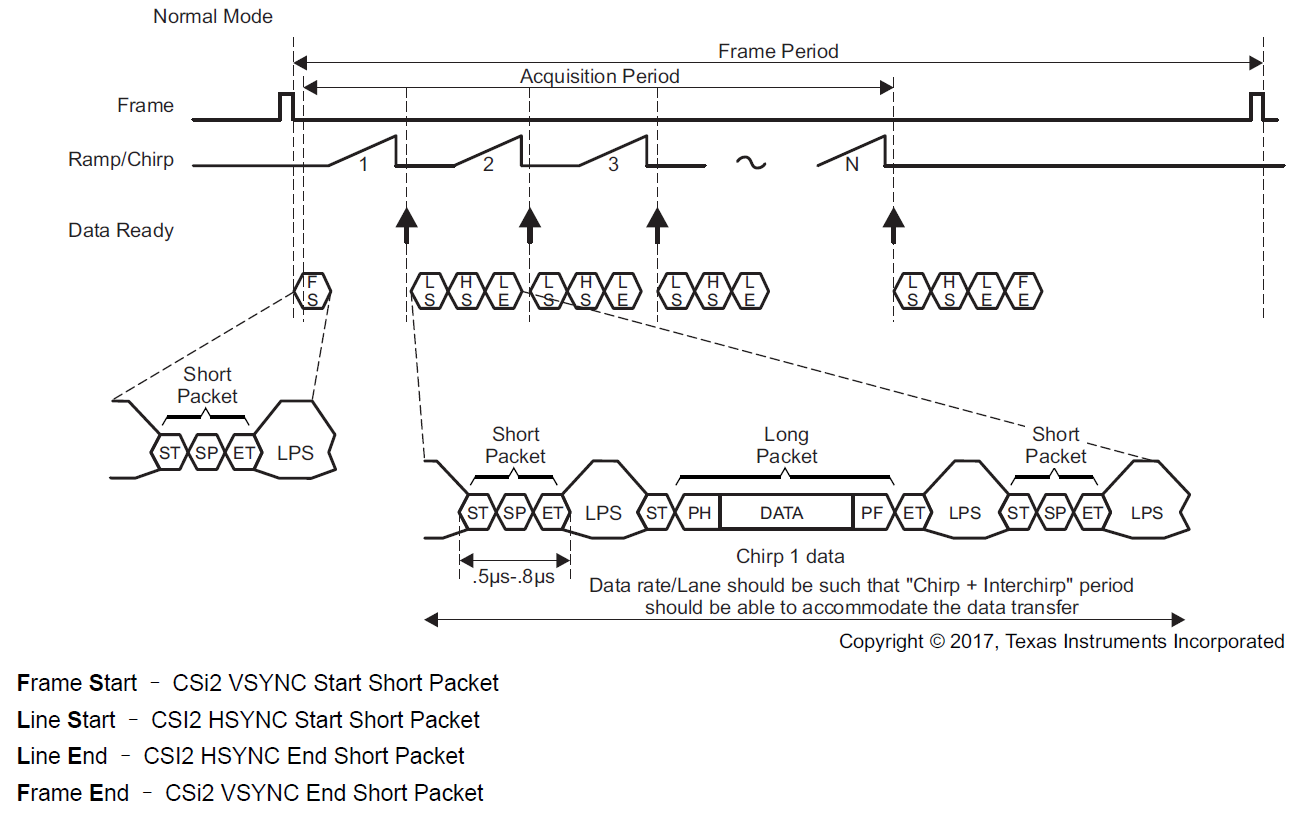 Normal Mode
Frame Period
Acquisition Period
Frame
Ramp/Chirp
1
2
3
N
Data Ready
F
S
L
S
H
S
L
E
L
S
H
S
L
E
L
S
H
S
L
E
L
S
H
S
L
E
F
E
Short
Packet
ST SP ET LPS
Short
Packet
Long
Packet
Short
Packet
ST SP ET LPS ST PH DATA PF ET LPS ST SP ET LPS
.5µs-.8µs
Chirp 1 data
Data rate/Lane should be such that "Chirp + Interchirp" period
should be able to accommodate the data transfer
Copyright © 2017, Texas Instruments Incorporated
Frame Start – CSi2 VSYNC Start Short Packet
Line Start – CSI2 HSYNC Start Short Packet
Line End – CSI2 HSYNC End Short Packet
Frame End – CSi2 VSYNC End Short Packet